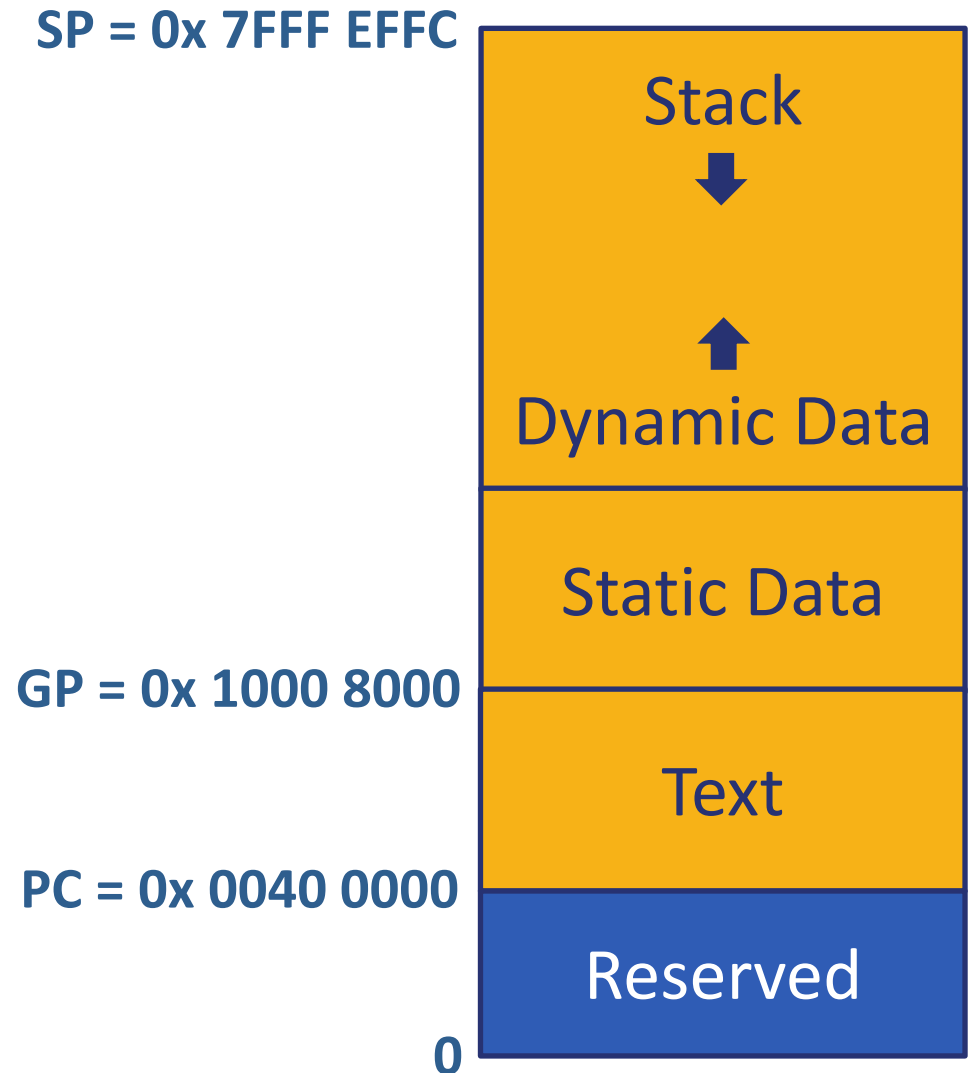 SP = 0x 7FFF EFFC
Stack
Dynamic Data
Static Data
GP = 0x 1000 8000
Text
PC = 0x 0040 0000
Reserved
0